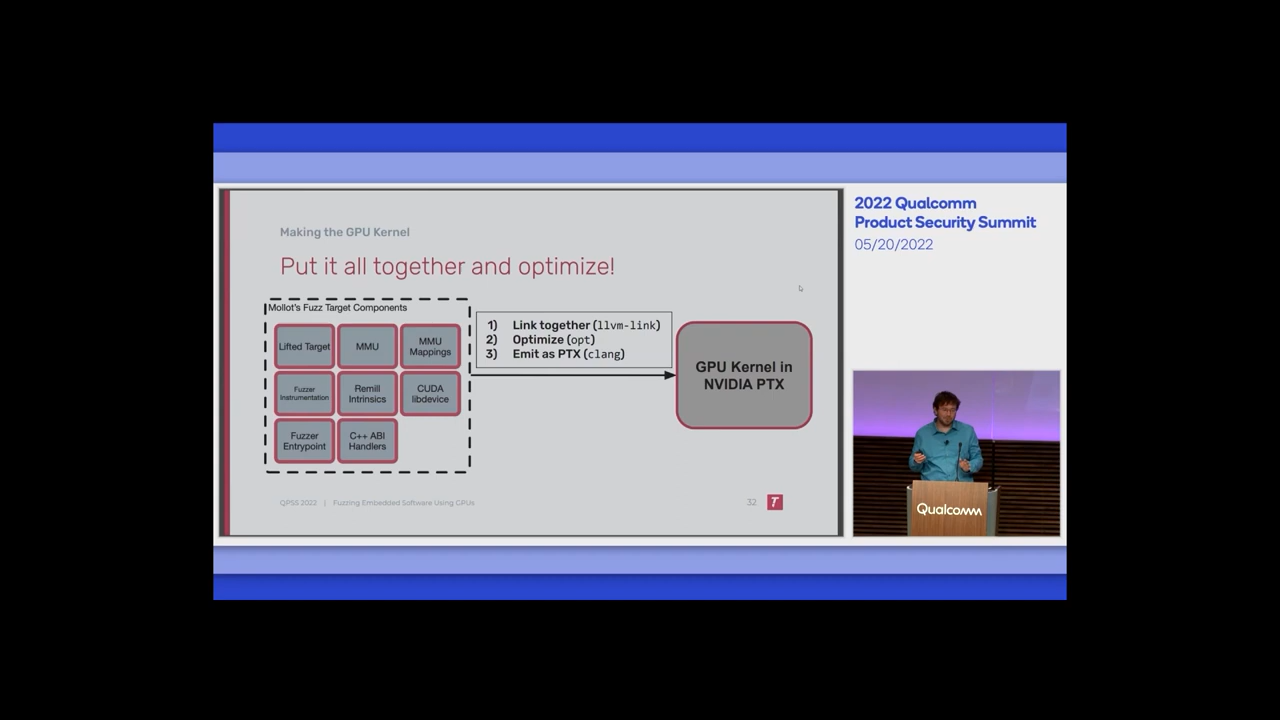 2022 Qualcomm
Product Security Summit
05/20/2022
Making the GPU Kernel
Put it all together and optimize!
Mollot's Fuzz Target Components
Lifted Target
MMU
MMU
Mappings
Fuzzer
Instrumentation
Remill
Intrinsics
CUDA
libdevice
Fuzzer
Entrypoint
C++ ABI
Handlers
1) Link together (llvm-link)
2) Optimize (opt)
3) Emit as PTX (clang)
GPU Kernel in
NVIDIA PTX
QPSS 2022 | Fuzzing Embedded Software Using GPUs
32
T
Qualcomm